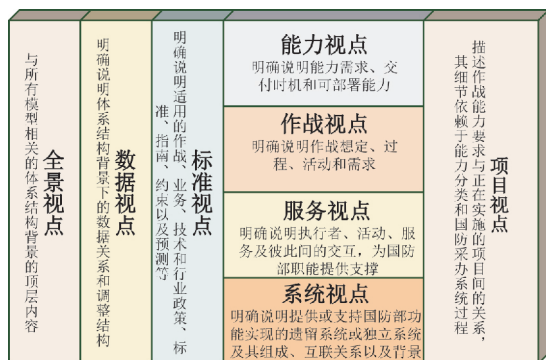 全景视点
与所有模型相关的体系结构背景的顶层内容
数据视点
明确说明体系结构背景下的数据关系和调整结构
标准视点
明确说明适用的作战、业务、技术和行业政策、标
准、指南、约束以及预测等
能力视点
明确说明能力需求、交
付时机和可部署能力
作战视点
明确说明作战想定、过
程、活动和需求
服务视点
明确说明执行者、活动、服
务及彼此间的交互，为国防
部职能提供支撑
系统视点
明确说明提供或支持国防部功
能实现的遗留系统或独立系统
及其组成、互联关系以及背景
项目视点
描述作战能力要求与正在实施的项目间的关系，
其细节依赖于能力分类和国防采办系统过程